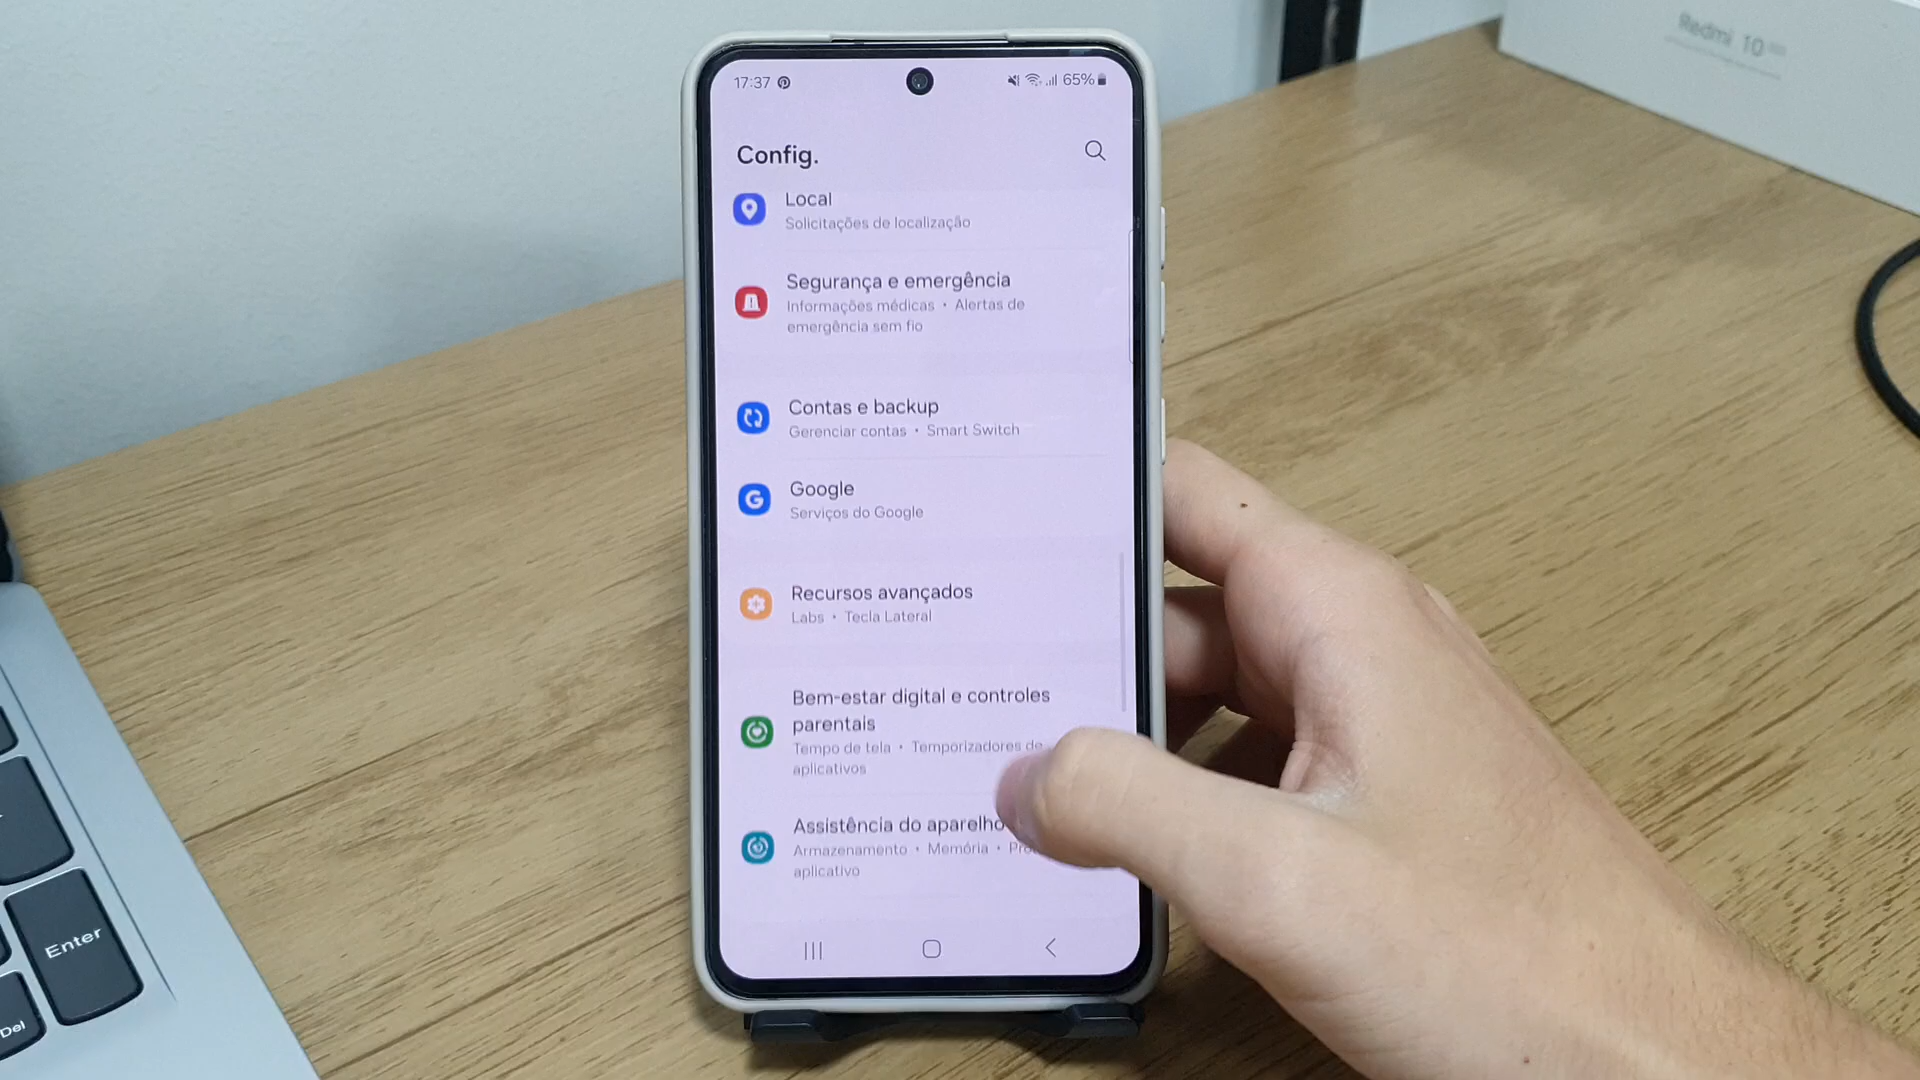 Redmi 10
17:37
65%
Config.
Local
Solicitações de localização
Segurança e emergência
Informações médicas • Alertas de
emergência sem fio
Contas e backup
Gerenciar contas • Smart Switch
Google
Serviços do Google
Recursos avançados
Labs • Tecla Lateral
Bem-estar digital e controles
parentais
Tempo de tela • Temporizadores de
aplicativos
Assistência do aparelho
Armazenamento • Memória •
aplicativo
Enter
Del